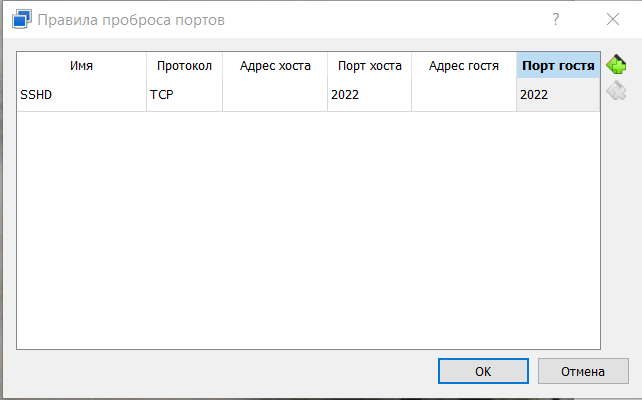 Правила проброса портов
Имя Протокол Адрес хоста Порт хоста Адрес гостя Порт гостя
SSHD TCP 2022 2022
OK Отмена